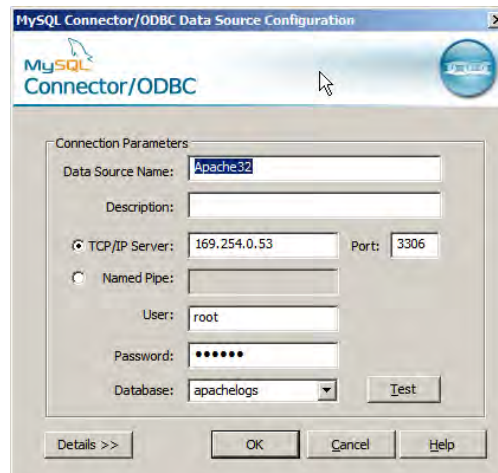 MySQL Connector/ODBC Data Source Configuration
MySQL
Connector/ODBC
Connection Parameters
Data Source Name: Apache32
Description:
TCP/IP Server: 169.254.0.53 Port: 3306
Named Pipe:
User: root
Password: ••••••
Database: apachelogs Test
Details >> OK Cancel Help